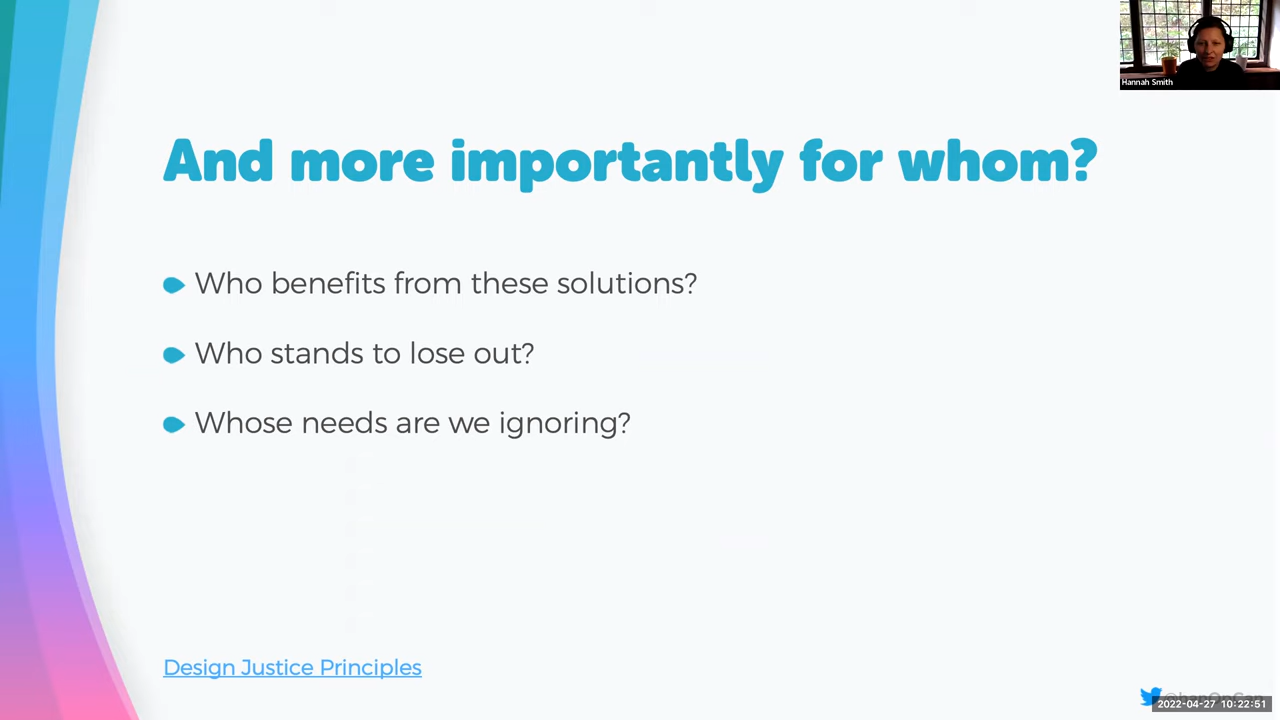 Hannah Smith
And more importantly for whom?
Who benefits from these solutions?
Who stands to lose out?
Whose needs are we ignoring?
Design Justice Principles
2022-04-27 10:22:51